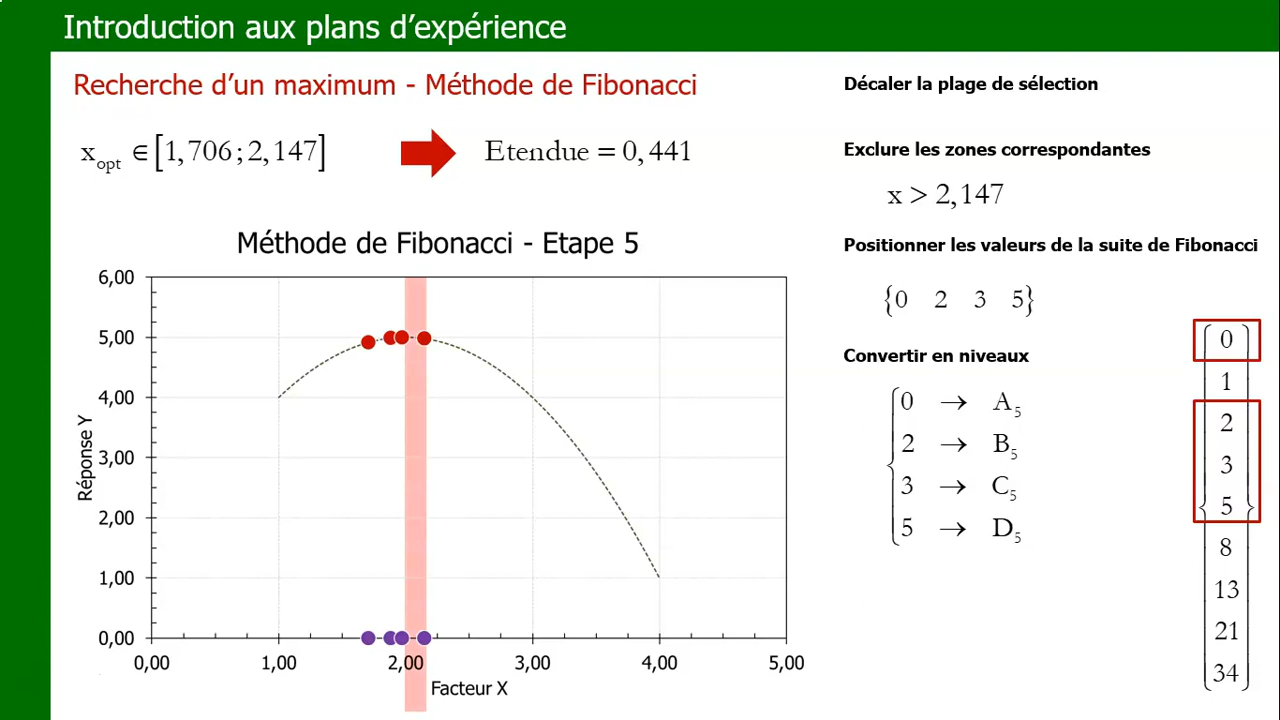 Introduction aux plans d'expérience
Recherche d'un maximum - Méthode de Fibonacci
x opt ∈ [1,706 ; 2,147]
Etendue = 0,441
Méthode de Fibonacci - Etape 5
6,00
5,00
4,00
3,00
2,00
1,00
0,00
Réponse Y
0,00 1,00 2,00 3,00 4,00 5,00
Facteur X
Décaler la plage de sélection
Exclure les zones correspondantes
x > 2,147
Positionner les valeurs de la suite de Fibonacci
{0 2 3 5}
Convertir en niveaux
0 → A5
2 → B5
3 → C5
5 → D5
0
1
2
3
5
8
13
21
34